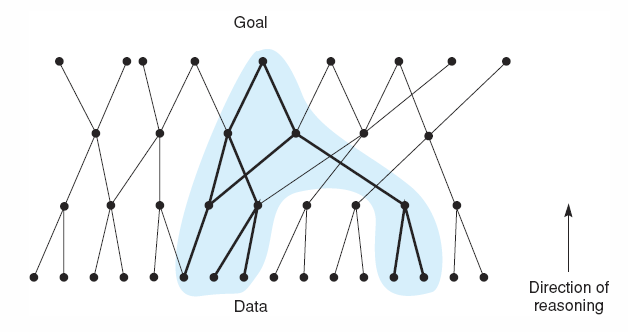 Goal
Data
Direction of
reasoning